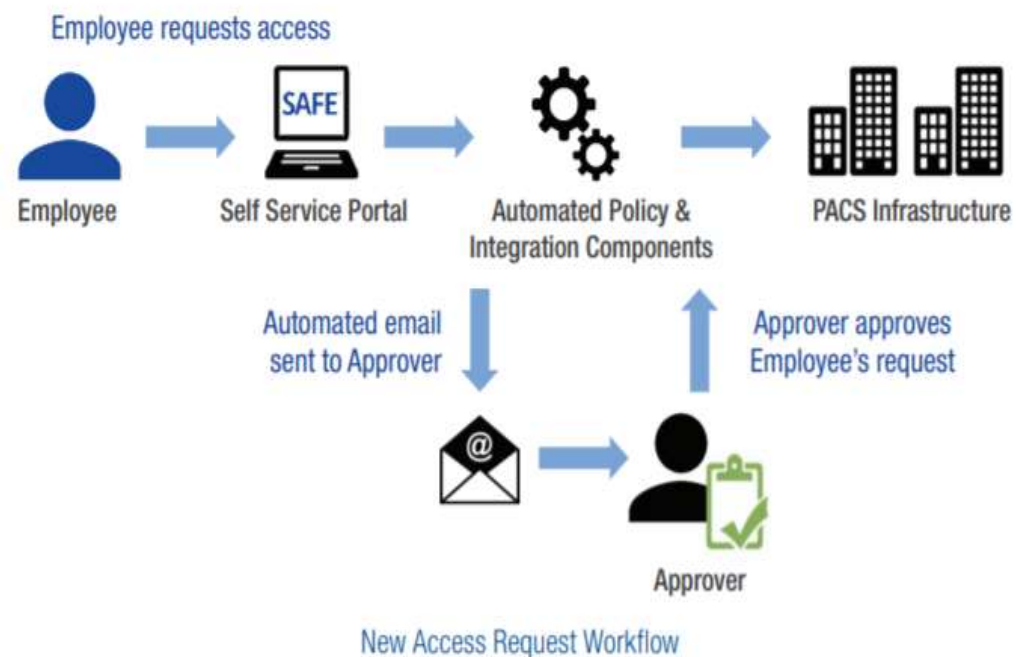 Employee requests access
SAFE
Employee
Self Service Portal
Automated Policy &
Integration Components
PACS Infrastructure
Automated email
sent to Approver
Approver approves
Employee's request
@
Approver
New Access Request Workflow